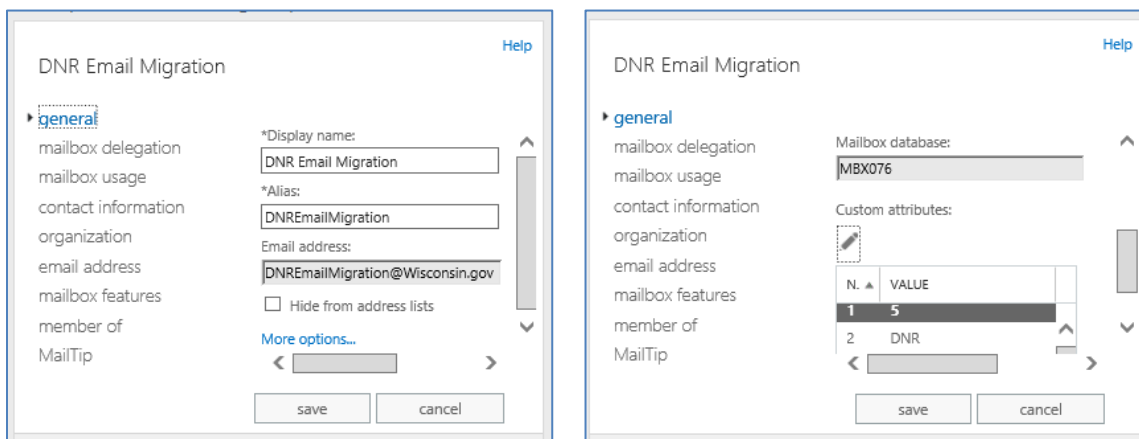 Help
DNR Email Migration
general
mailbox delegation
mailbox usage
contact information
organization
email address
mailbox features
member of
MailTip
*Display name:
DNR Email Migration
*Alias:
DNREmailMigration
Email address:
DNREmailMigration@Wisconsin.gov
Hide from address lists
More options...
save cancel
Help
DNR Email Migration
general
mailbox delegation
mailbox usage
contact information
organization
email address
mailbox features
member of
MailTip
Mailbox database:
MBX076
Custom attributes:
N. VALUE
1 5
2 DNR
save cancel